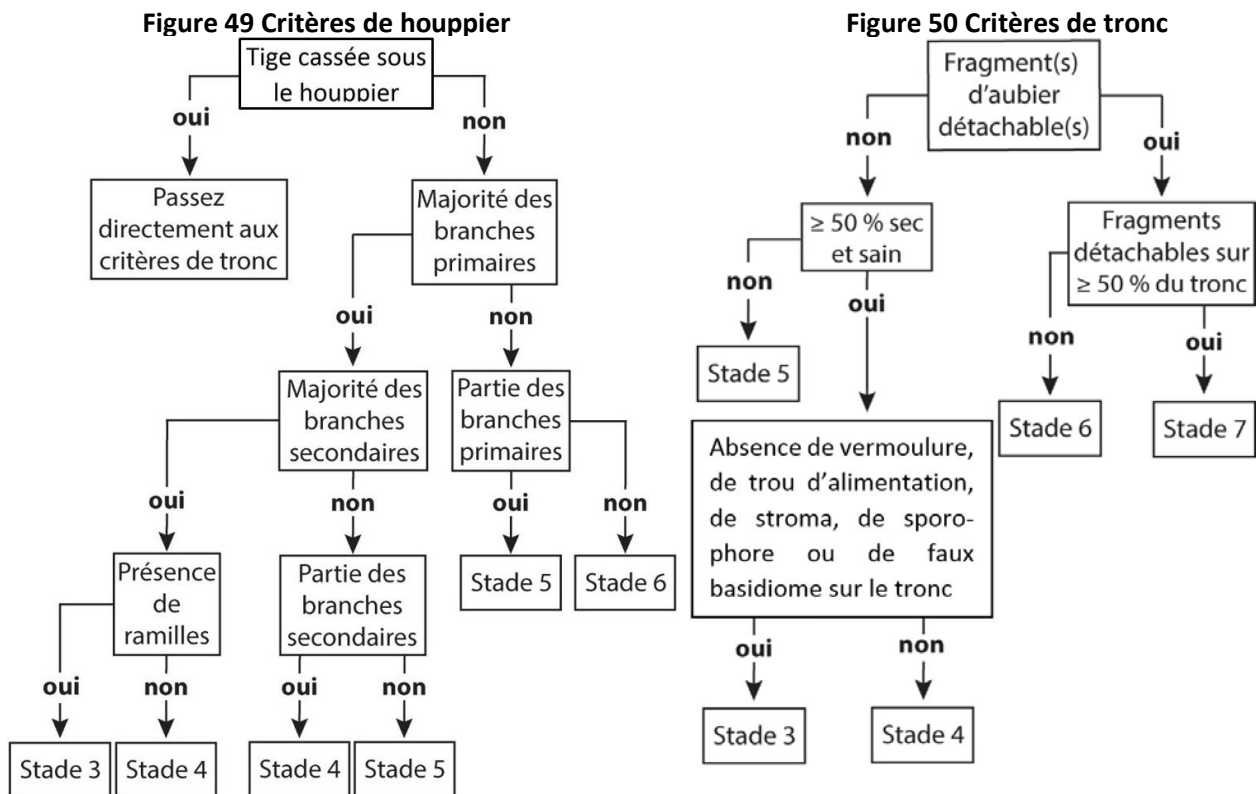 Figure 49 Critères de houppier
Tige cassée sous
le houppier
oui
non
Passez
directement aux
critères de tronc
Majorité des
branches
primaires
oui
non
Majorité des
branches
secondaires
Partie des
branches
primaires
oui
non
oui
non
Présence
de
ramilles
Partie des
branches
secondaires
Stade 5
Stade 6
oui
non
oui
non
Stade 3
Stade 4
Stade 4
Stade 5
Figure 50 Critères de tronc
Fragment(s)
d'aubier
détachable(s)
non
oui
≥ 50 % sec
et sain
Fragments
détachables sur
≥ 50 % du tronc
non
oui
non
oui
Stade 5
Stade 6
Stade 7
Absence de vermoulure,
de trou d'alimentation,
de stroma, de sporo-
phore ou de faux
basidiome sur le tronc
oui
non
Stade 3
Stade 4